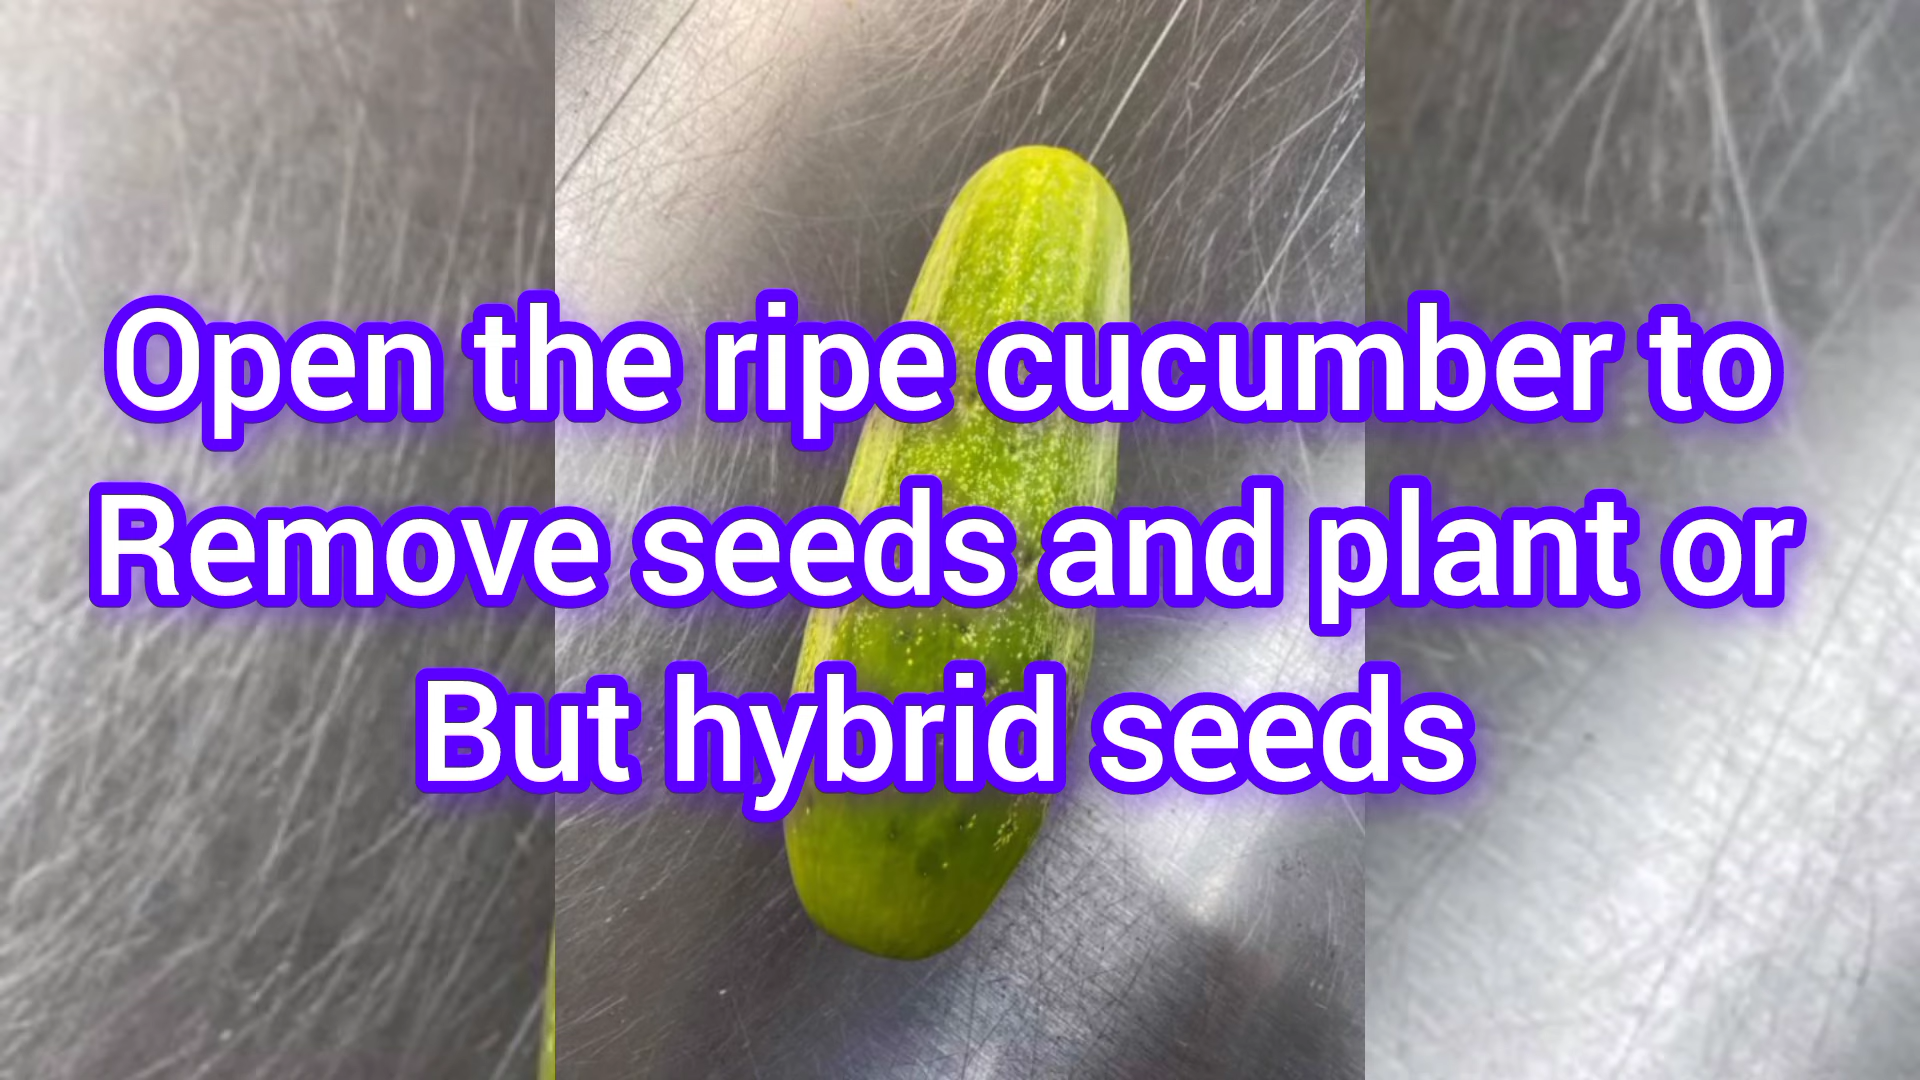 Open the ripe cucumber to
Remove seeds and plant or
But hybrid seeds